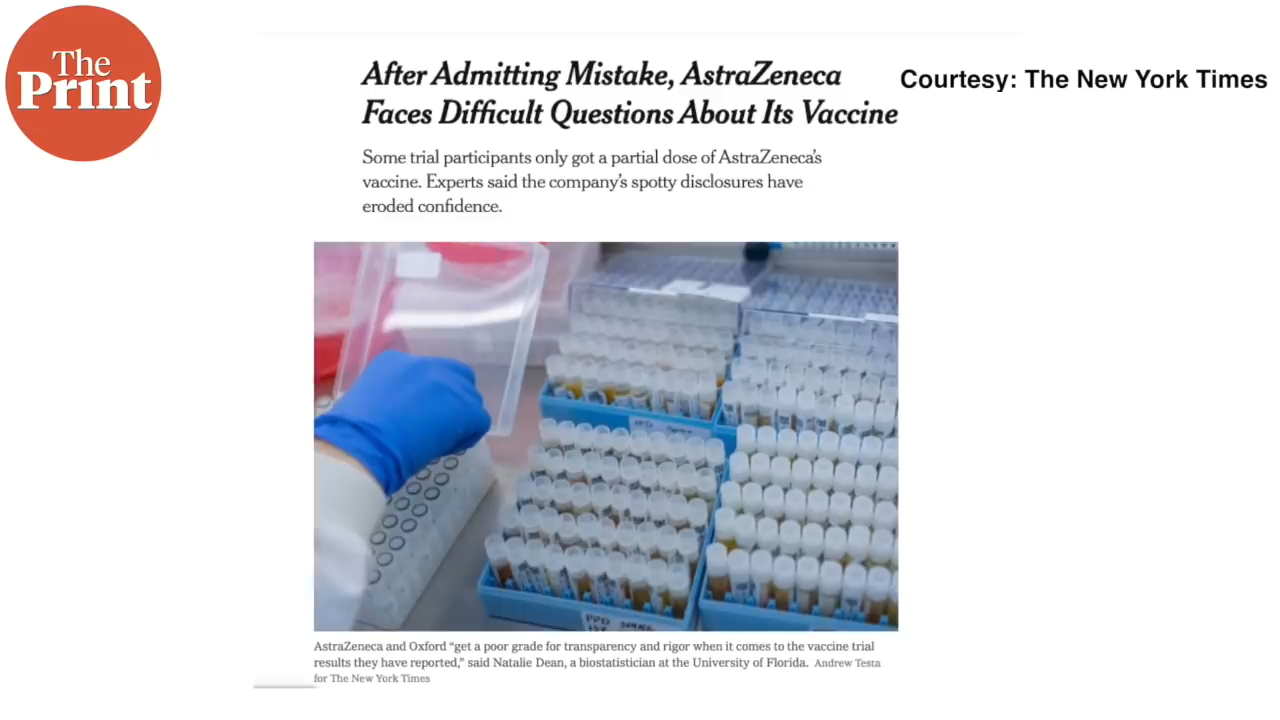 The
Print
After Admitting Mistake, AstraZeneca
Faces Difficult Questions About Its Vaccine
Courtesy: The New York Times
Some trial participants only got a partial dose of AstraZeneca's
vaccine. Experts said the company's spotty disclosures have
eroded confidence.
PPD
AstraZeneca and Oxford “get a poor grade for transparency and rigor when it comes to the vaccine trial
results they have reported,” said Natalie Dean, a biostatistician at the University of Florida. Andrew Testa
for The New York Times